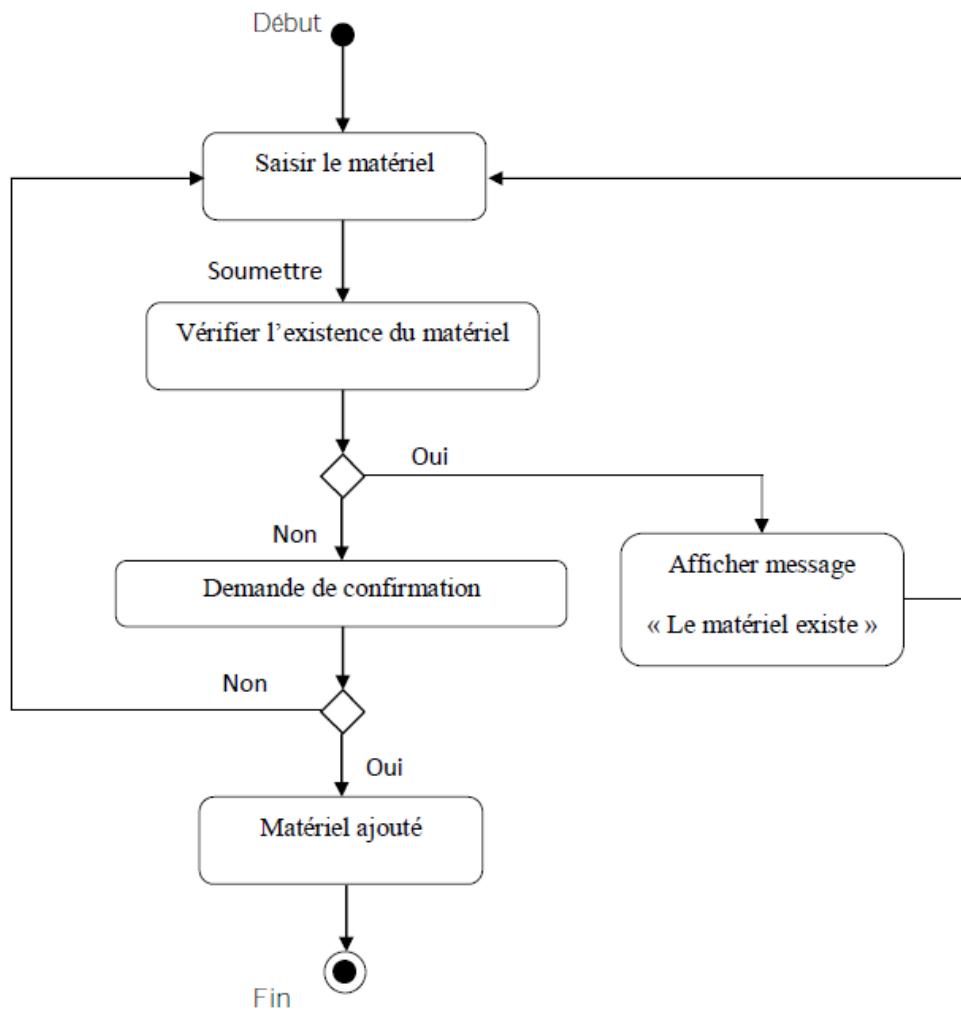 Début
Saisir le matériel
Soumettre
Vérifier l’existence du matériel
Oui
Non
Demande de confirmation
Afficher message
« Le matériel existe »
Non
Oui
Matériel ajouté
Fin